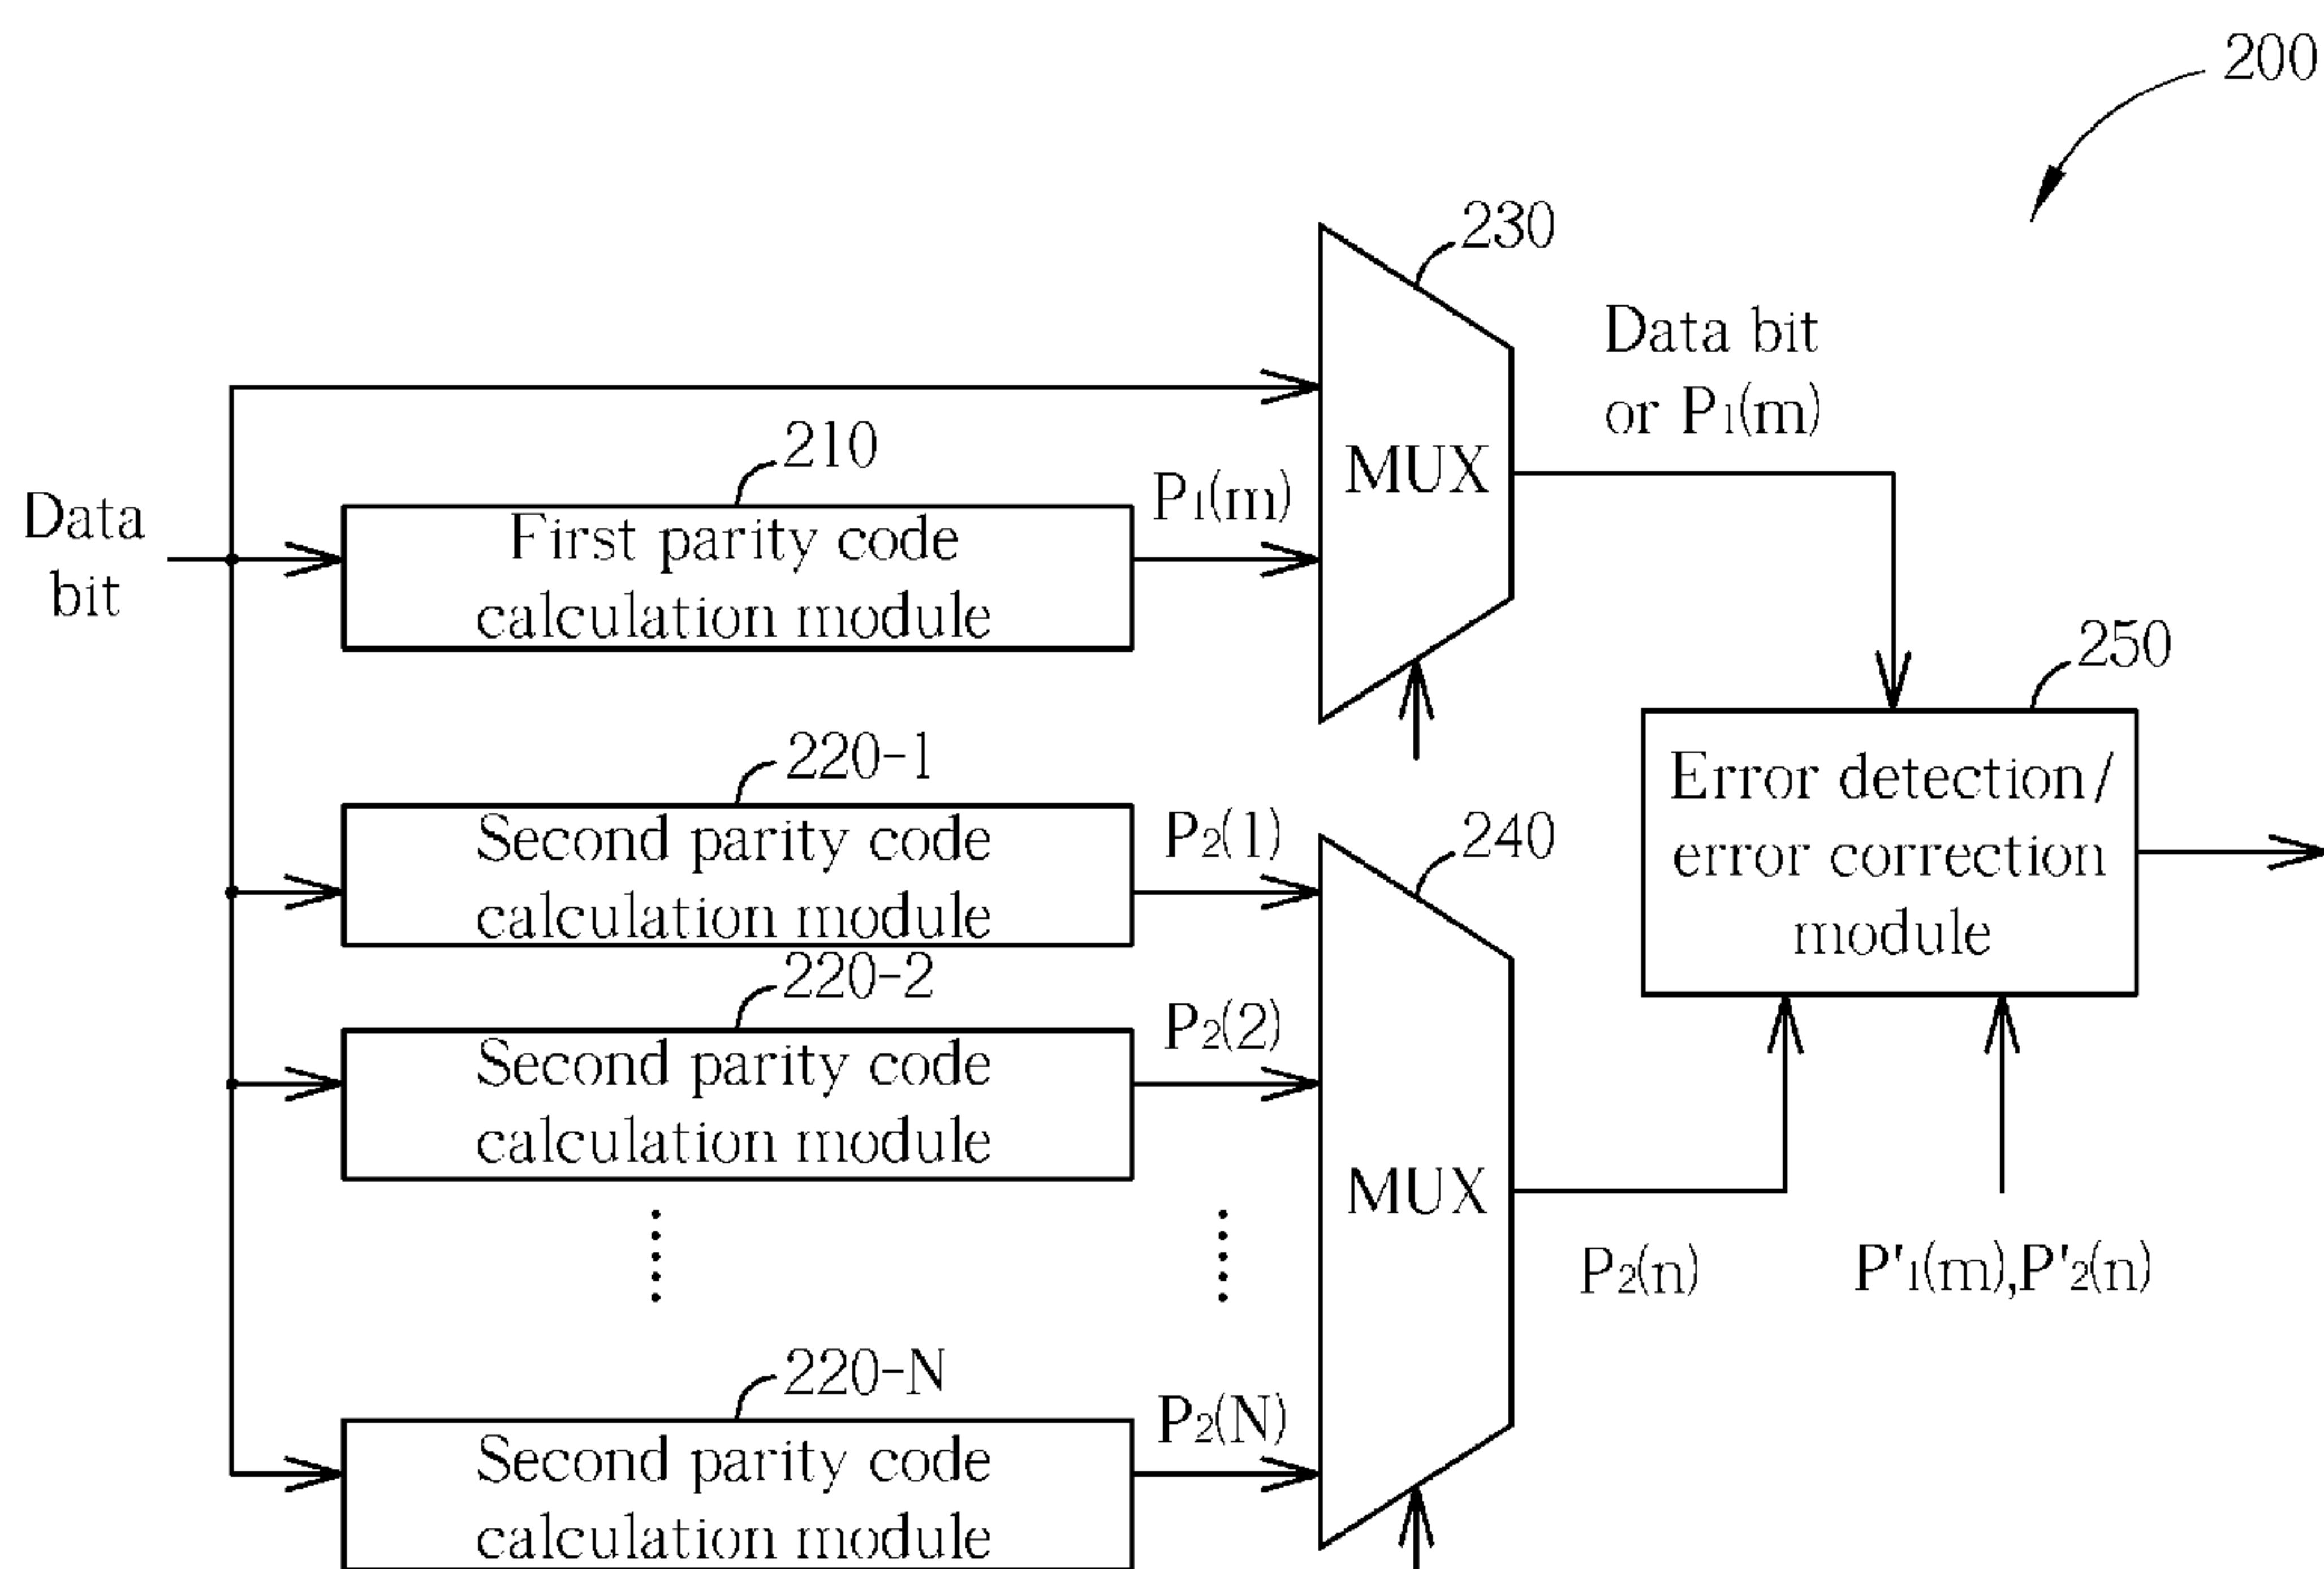 200
230
Data bit
or P₁(m)
210
P₁(m)
MUX
Data
bit
First parity code
calculation module
250
220-1
Second parity code
calculation module
P₂(1)
240
Error detection/
error correction
module
220-2
Second parity code
calculation module
P₂(2)
MUX
P₂(n)
P'₁(m),P'₂(n)
220-N
Second parity code
calculation module
P₂(N)